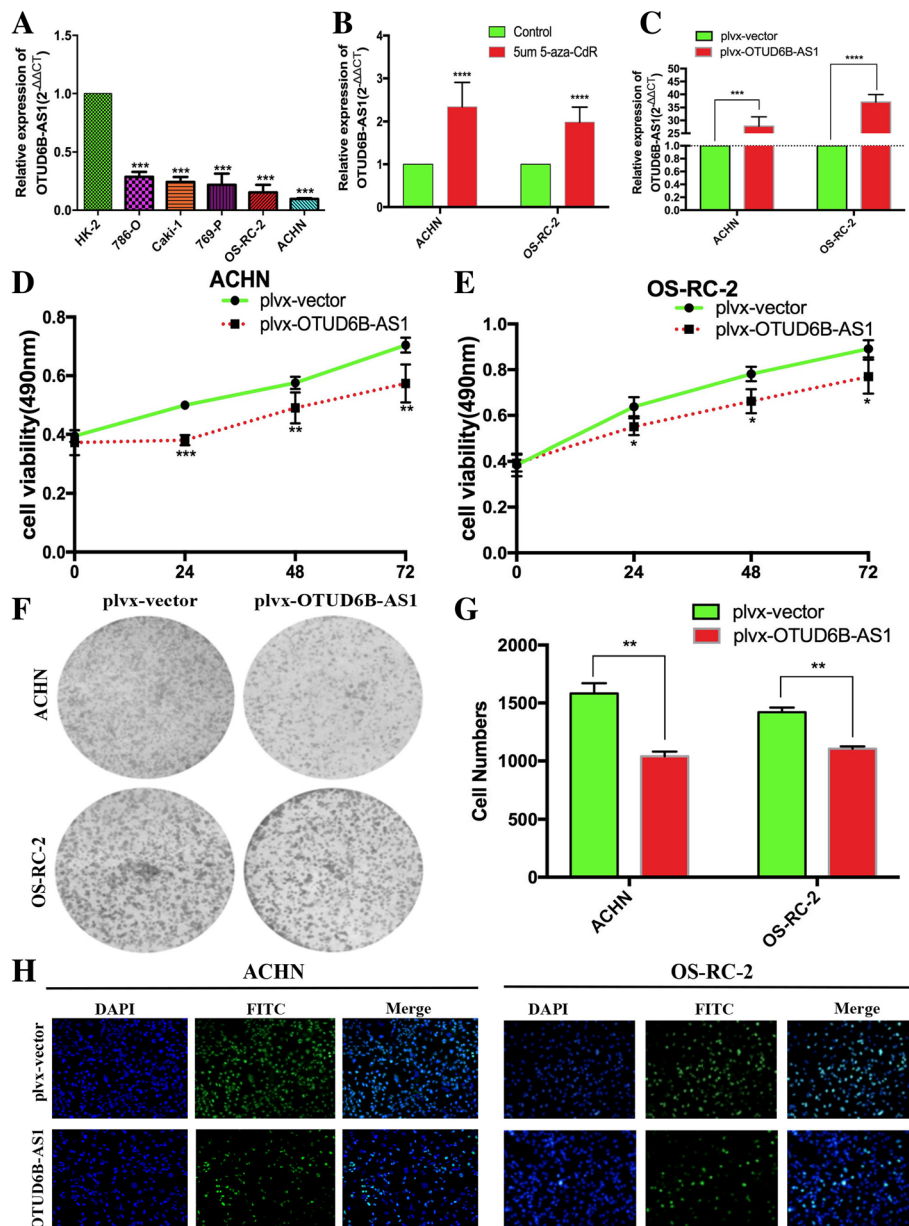 A
Relative expression of
OTUD6B-AS1(2-ΔΔCT)
1.5
1.0
0.5
0.0
***
***
***
***
***
HK-2
786-O
Caki-1
769-P
OS-RC-2
ACHN
B
Control
5um 5-aza-CdR
Relative expression of
OTUD6B-AS1(2-ΔΔCT)
4
3
2
1
0
****
****
ACHN
OS-RC-2
C
plvx-vector
plvx-OTUD6B-AS1
Relative expression of
OTUD6B-AS1(2-ΔΔCT)
50
45
40
35
30
25
20
15
1.0
0.8
0.6
0.4
0.2
0.0
***
****
ACHN
OS-RC-2
D
ACHN
plvx-vector
plvx-OTUD6B-AS1
cell viability(490nm)
0.8
0.6
0.4
0.2
0.0
***
**
**
0
24
48
72
E
OS-RC-2
plvx-vector
plvx-OTUD6B-AS1
cell viability(490nm)
1.0
0.8
0.6
0.4
0.2
0.0
*
*
*
0
24
48
72
F
plvx-vector
plvx-OTUD6B-AS1
ACHN
OS-RC-2
G
plvx-vector
plvx-OTUD6B-AS1
Cell Numbers
2000
1500
1000
500
0
**
**
ACHN
OS-RC-2
H
ACHN
OS-RC-2
DAPI
FITC
Merge
DAPI
FITC
Merge
plvx-vector
OTUD6B-AS1